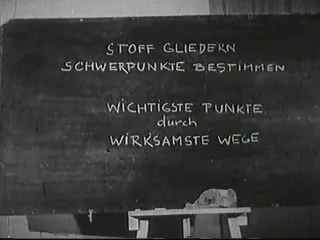 STOFF GLIEDERN
SCHWERPUNKTE BESTIMMEN
WICHTIGSTE PUNKTE
durch
WIRKSAMSTE WEGE